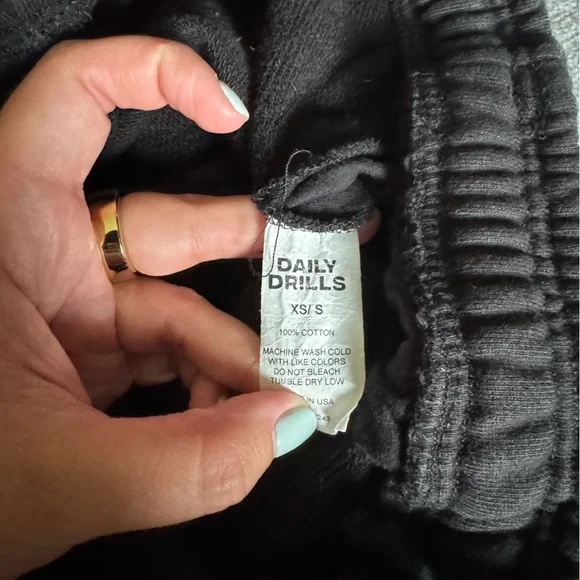 DAILY
DRILLS
XS/ S
100% COTTON
MACHINE WASH COLD
WITH LIKE COLORS
DO NOT BLEACH
TUMBLE DRY LOW
IN USA
243